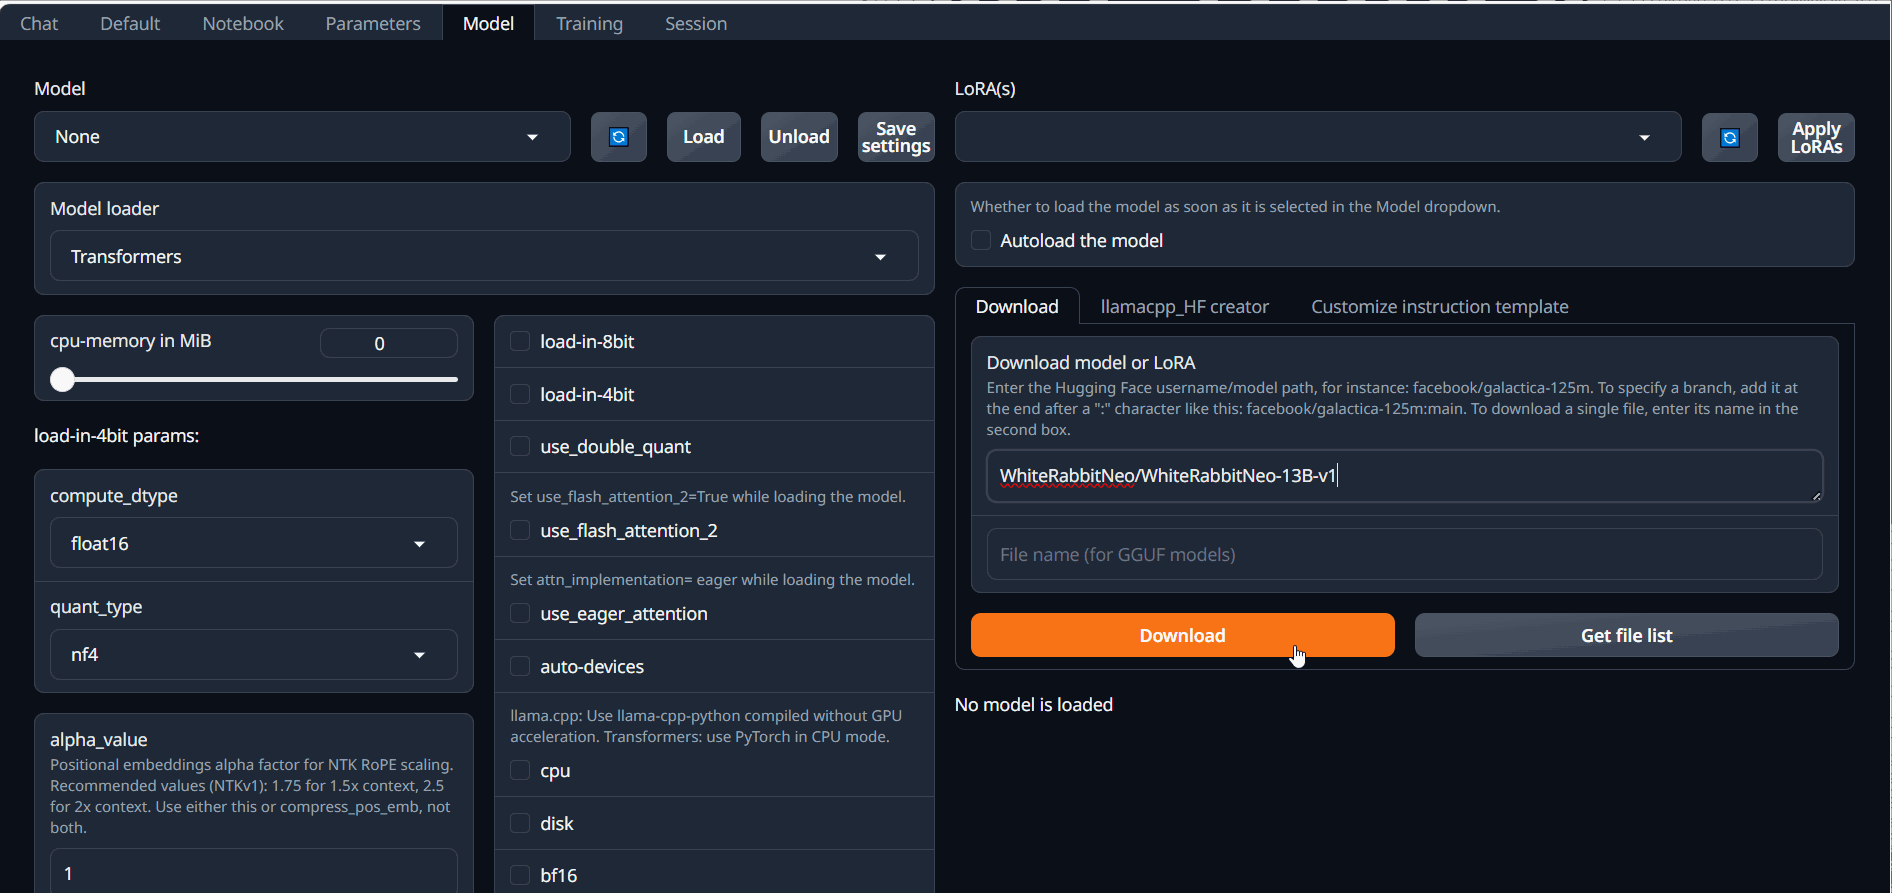 Chat Default Notebook Parameters Model Training Session
Model
None
Load
Unload
Save
settings
LoRA(s)
Apply
LoRAs
Model loader
Transformers
Whether to load the model as soon as it is selected in the Model dropdown.
Autoload the model
cpu-memory in MiB 0
load-in-4bit params:
compute_dtype
float16
quant_type
nf4
alpha_value
Positional embeddings alpha factor for NTK RoPE scaling.
Recommended values (NTKv1): 1.75 for 1.5x context, 2.5
for 2x context. Use either this or compress_pos_emb, not
both.
1
load-in-8bit
load-in-4bit
use_double_quant
Set use_flash_attention_2=True while loading the model.
use_flash_attention_2
Set attn_implementation= eager while loading the model.
use_eager_attention
auto-devices
llama.cpp: Use llama-cpp-python compiled without GPU
acceleration. Transformers: use PyTorch in CPU mode.
cpu
disk
bf16
Download llamacpp_HF creator Customize instruction template
Download model or LoRA
Enter the Hugging Face username/model path, for instance: facebook/galactica-125m. To specify a branch, add it at
the end after a ":" character like this: facebook/galactica-125m:main. To download a single file, enter its name in the
second box.
WhiteRabbitNeo/WhiteRabbitNeo-13B-v1
File name (for GGUF models)
Download
Get file list
No model is loaded